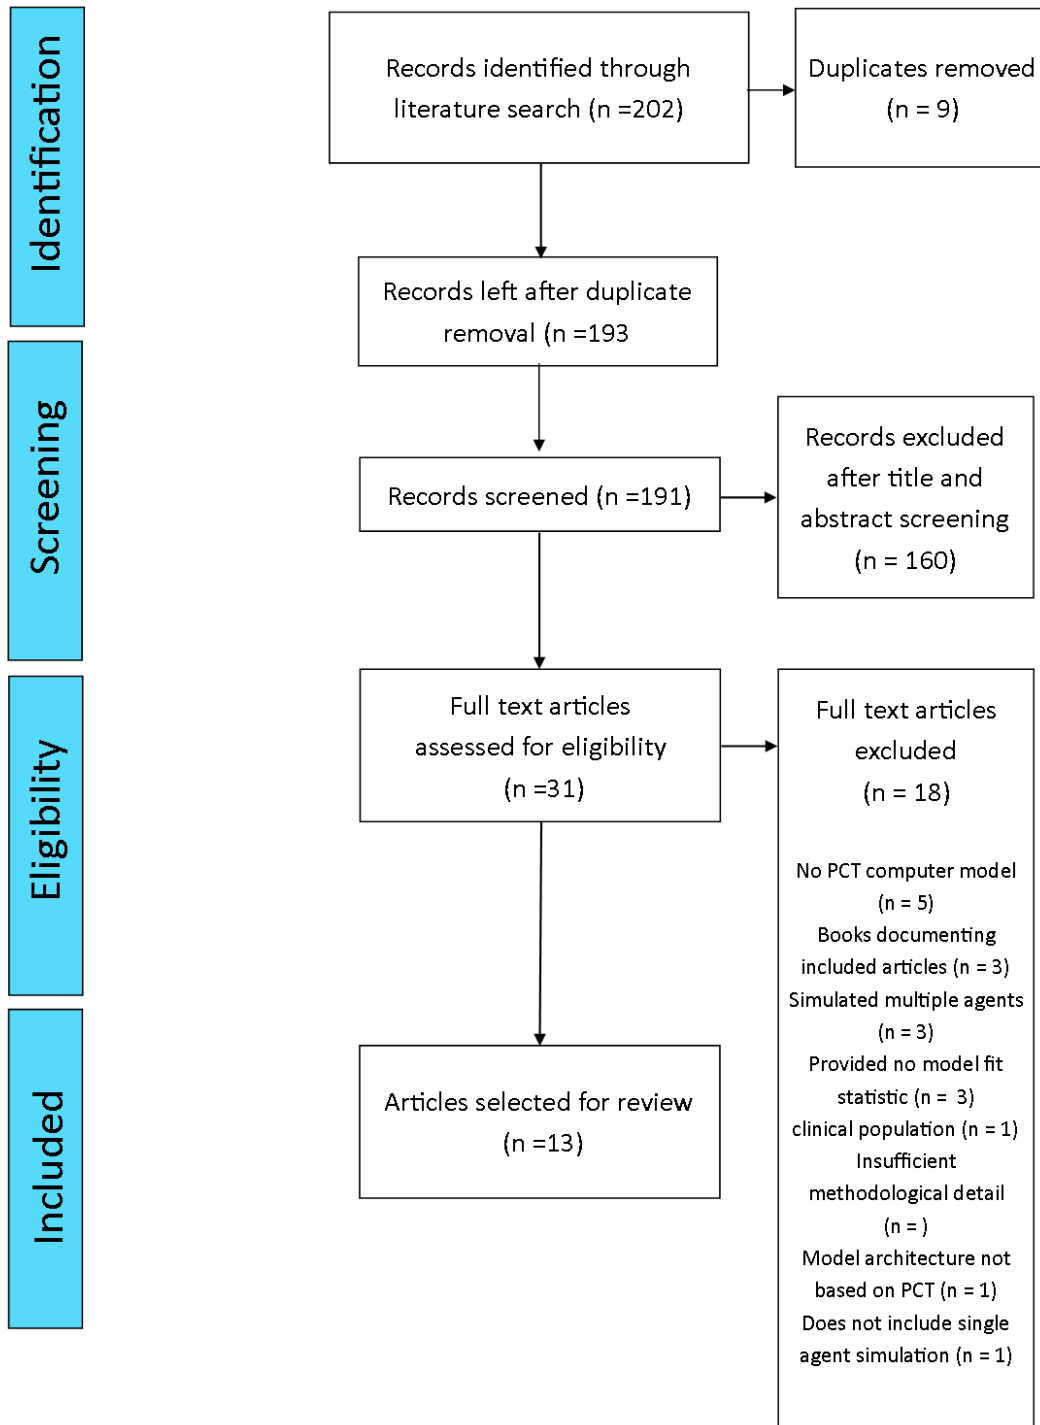 Identification
Records identified through
literature search (n =202)
Duplicates removed
(n = 9)
Records left after duplicate
removal (n =193
Screening
Records screened (n =191)
Records excluded
after title and
abstract screening
(n = 160)
Eligibility
Full text articles
assessed for eligibility
(n =31)
Full text articles
excluded
(n = 18)
No PCT computer model
(n = 5)
Books documenting
included articles (n = 3)
Simulated multiple agents
(n = 3)
Provided no model fit
statistic (n =  3)
clinical population (n = 1)
Insufficient
methodological detail
(n = )
Model architecture not
based on PCT (n = 1)
Does not include single
agent simulation (n = 1)
Included
Articles selected for review
(n =13)